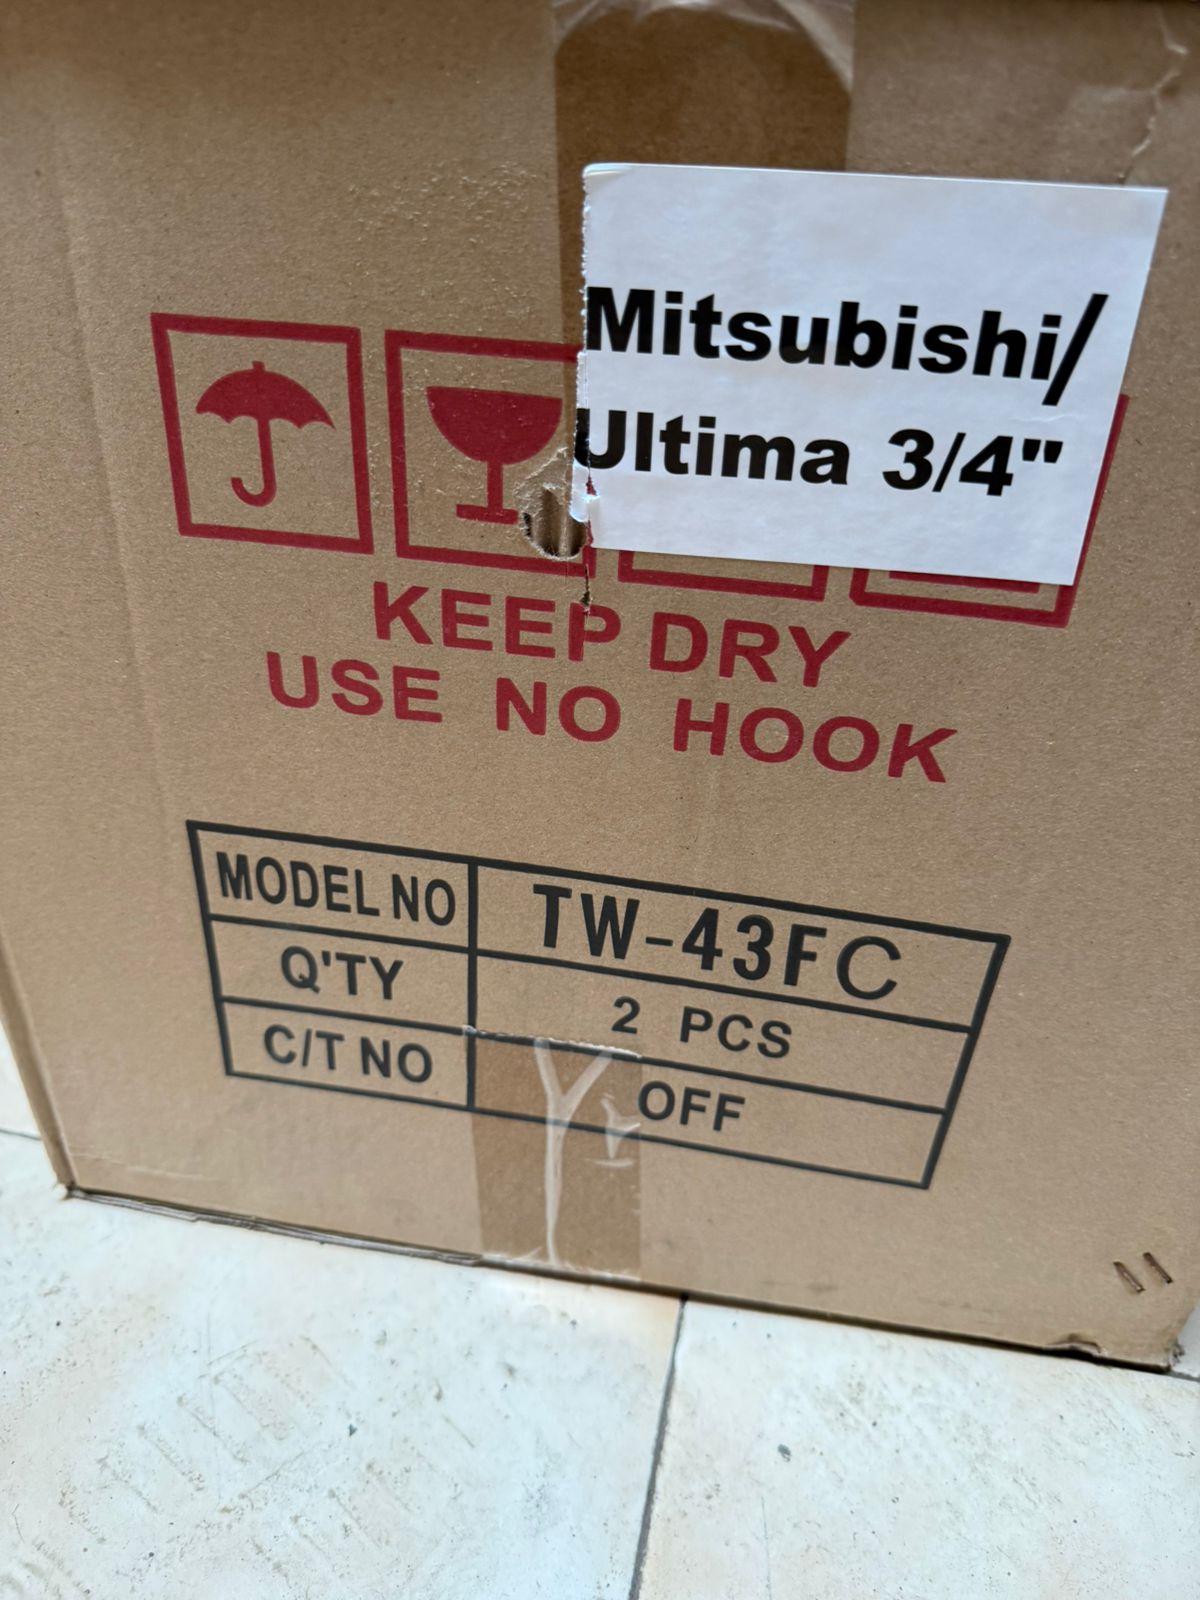 Mitsubishi/
Ultima 3/4"
KEEP DRY
USE NO HOOK
MODEL NO TW-43FC
Q'TY 2 PCS
C/T NO OFF